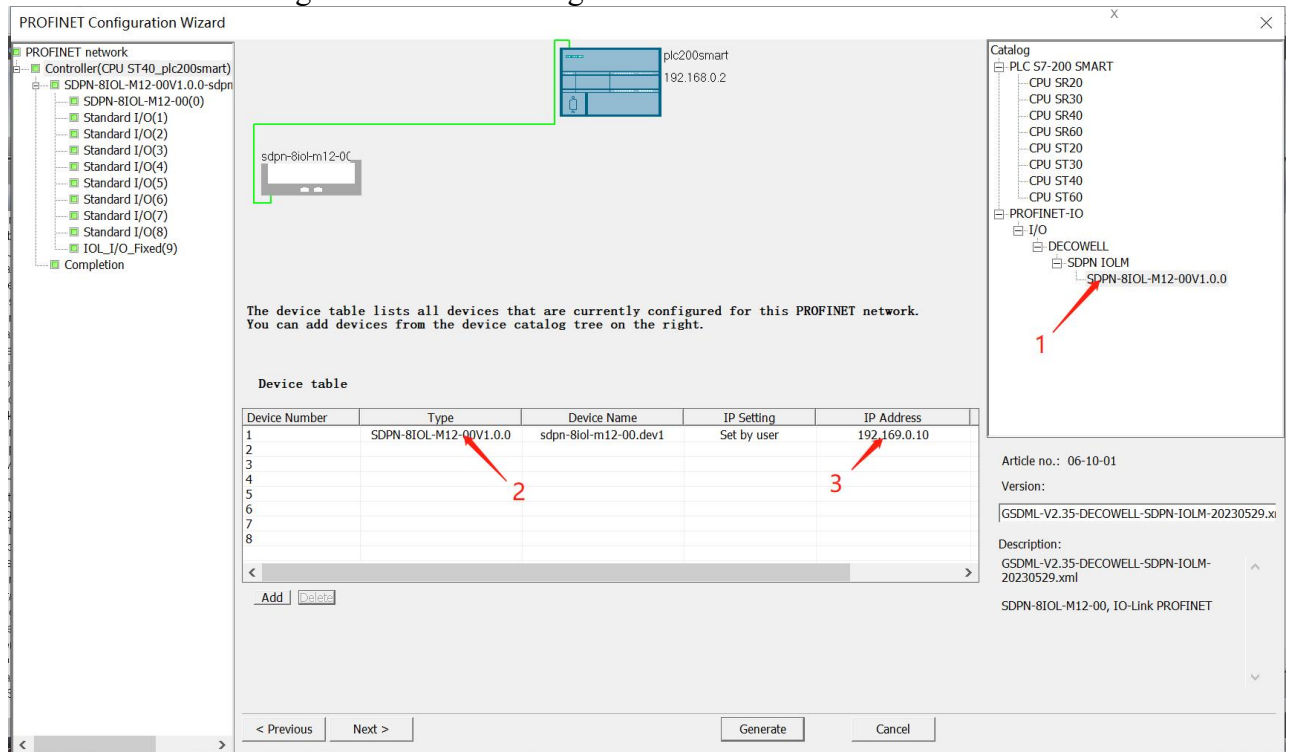 PROFINET Configuration Wizard
X
PROFINET network
Controller(CPU ST40_plc200smart)
SDPN-8IOL-M12-00V1.0.0-sdpn
SDPN-8IOL-M12-00(0)
Standard I/O(1)
Standard I/O(2)
Standard I/O(3)
Standard I/O(4)
Standard I/O(5)
Standard I/O(6)
Standard I/O(7)
Standard I/O(8)
IOL_I/O_Fixed(9)
Completion
plc200smart
192.168.0.2
sdpn-8iol-m12-00
The device table lists all devices that are currently configured for this PROFINET network.
You can add devices from the device catalog tree on the right.
Device table
Device Number Type Device Name IP Setting IP Address
1 SDPN-8IOL-M12-00V1.0.0 sdpn-8iol-m12-00.dev1 Set by user 192.169.0.10
2
3
4
5
6
7
8
2
3
Add Delete
< Previous Next > Generate Cancel
Catalog
PLC S7-200 SMART
CPU SR20
CPU SR30
CPU SR40
CPU SR60
CPU ST20
CPU ST30
CPU ST40
CPU ST60
PROFINET-IO
I/O
DECOWELL
SDPN IOLM
SDPN-8IOL-M12-00V1.0.0
1
Article no.: 06-10-01
Version:
GSDML-V2.35-DECOWELL-SDPN-IOLM-20230529.x
Description:
GSDML-V2.35-DECOWELL-SDPN-IOLM-
20230529.xml
SDPN-8IOL-M12-00, IO-Link PROFINET